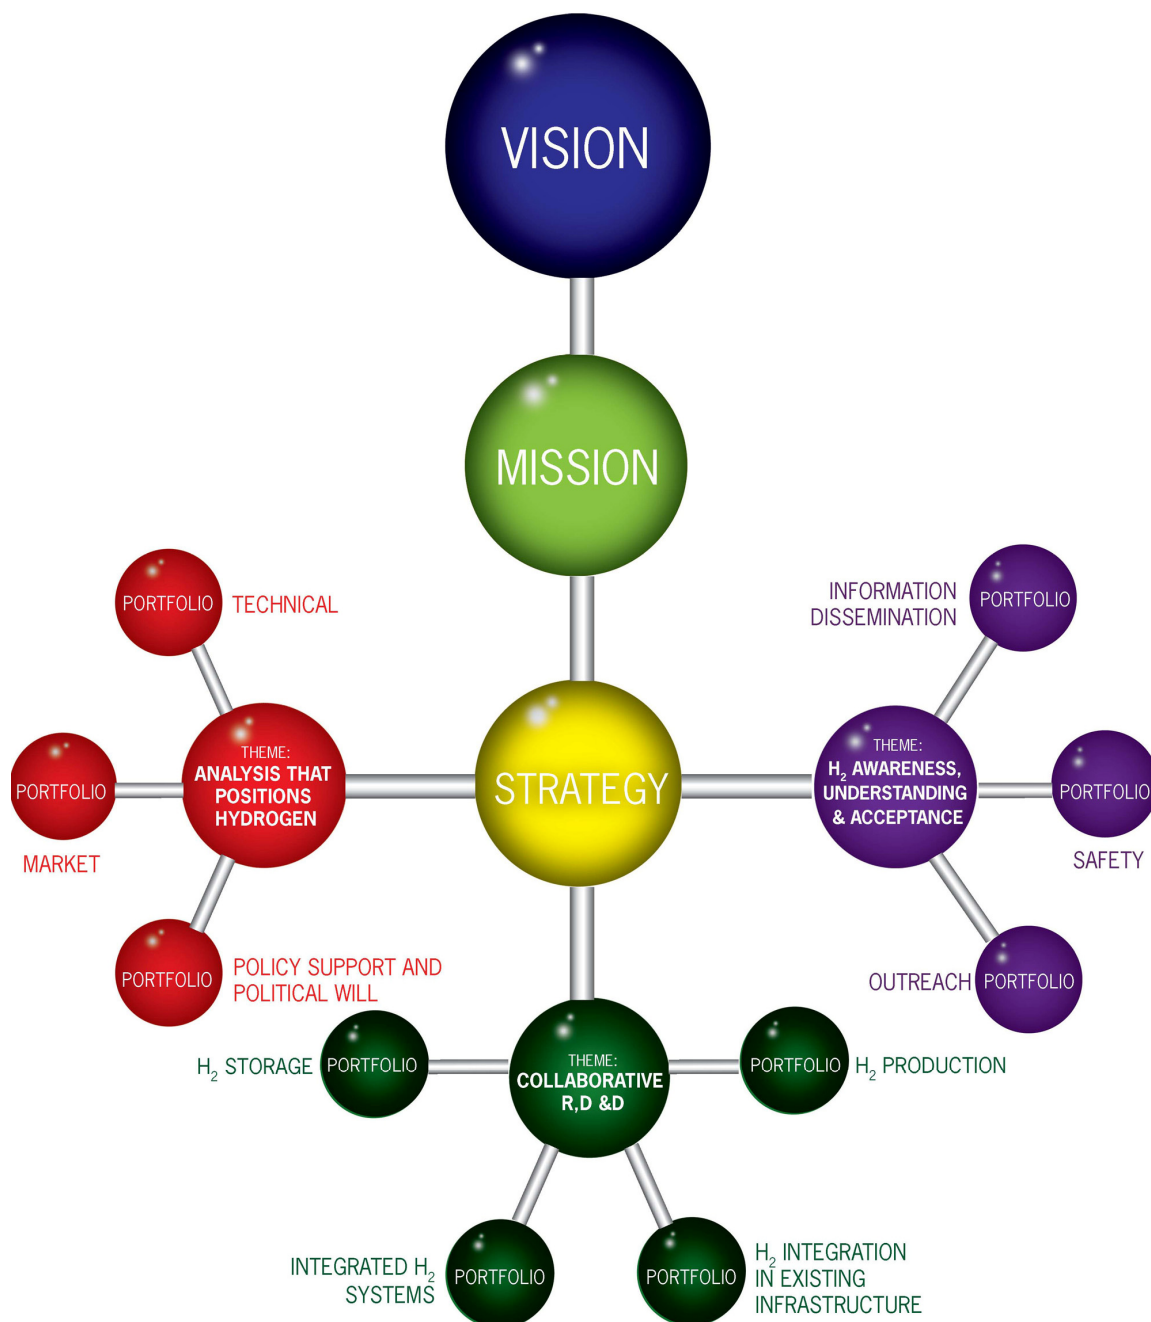 VISION
MISSION
PORTFOLIO
TECHNICAL
INFORMATION
DISSEMINATION
PORTFOLIO
PORTFOLIO
MARKET
THEME:
ANALYSIS THAT
POSITIONS
HYDROGEN
STRATEGY
THEME:
H₂ AWARENESS,
UNDERSTANDING
& ACCEPTANCE
PORTFOLIO
SAFETY
PORTFOLIO
POLICY SUPPORT AND
POLITICAL WILL
OUTREACH
PORTFOLIO
H₂ STORAGE
PORTFOLIO
THEME:
COLLABORATIVE
R,D &D
PORTFOLIO
H₂ PRODUCTION
INTEGRATED H₂
SYSTEMS
PORTFOLIO
PORTFOLIO
H₂ INTEGRATION
IN EXISTING
INFRASTRUCTURE